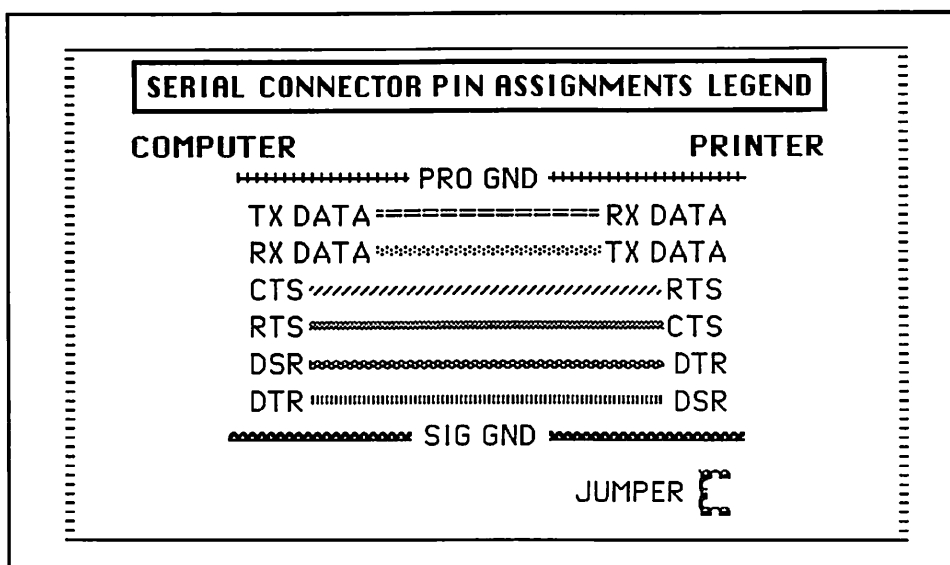 SERIAL CONNECTOR PIN ASSIGNMENTS LEGEND
COMPUTER PRINTER
PRO GND
TX DATA RX DATA
RX DATA TX DATA
CTS RTS
RTS CTS
DSR DTR
DTR DSR
SIG GND
JUMPER